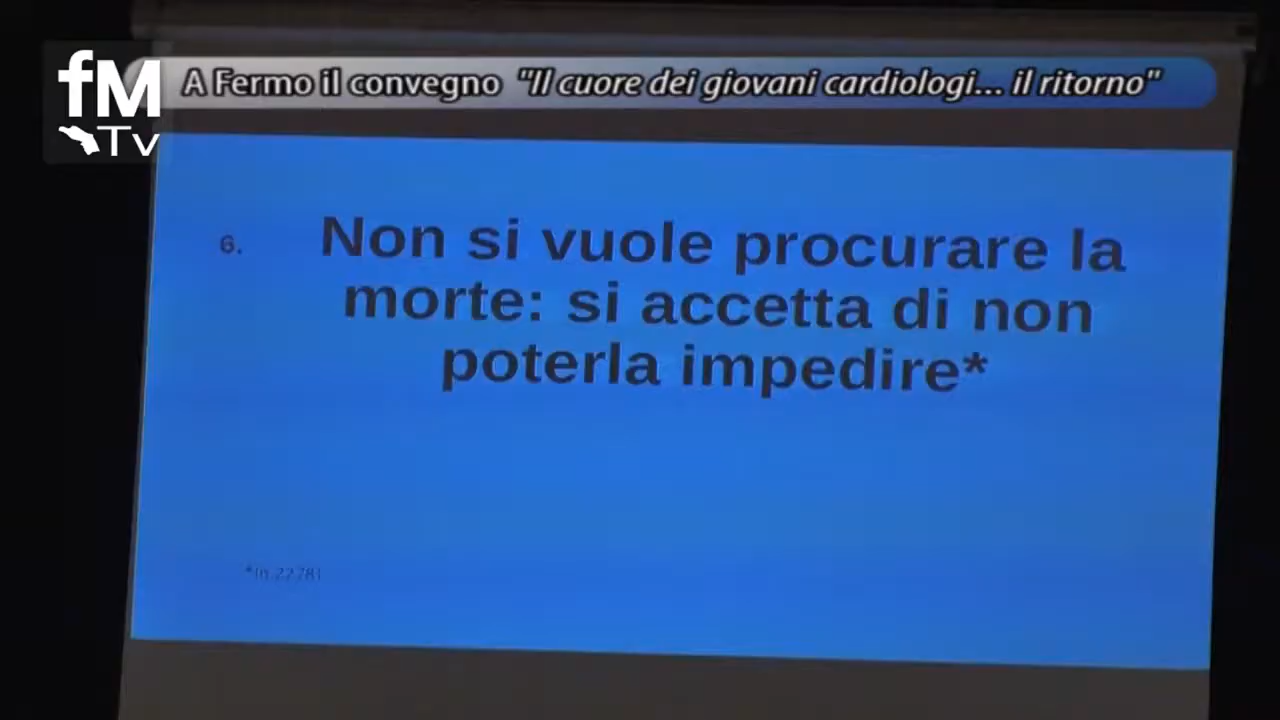 fM
Tv
A Fermo il convegno "Il cuore dei giovani cardiologi... il ritorno"
6.
Non si vuole procurare la
morte: si accetta di non
poterla impedire*